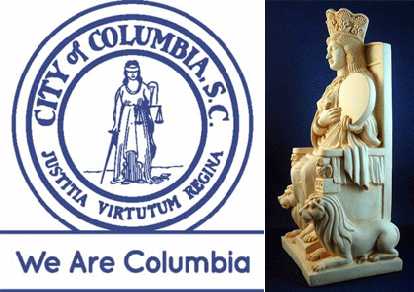 CITY of COLUMBIA, S.C.
JUSTITIA VIRTUTUM REGINA
We Are Columbia